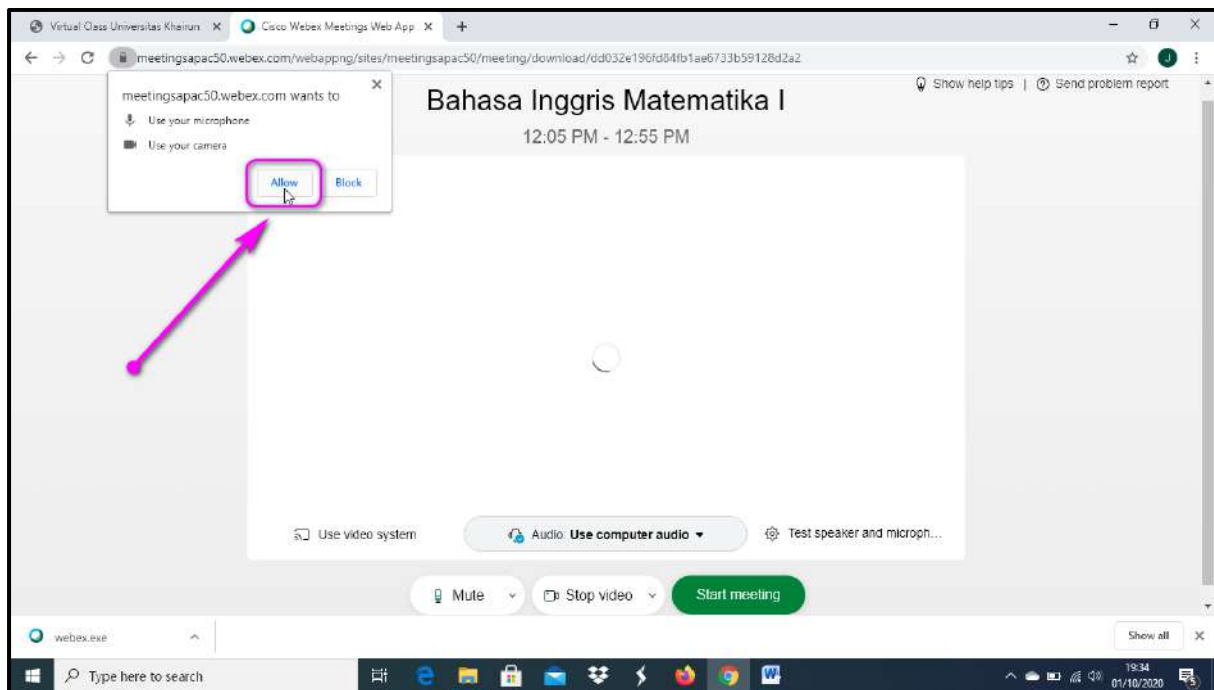 Virtual Class Universitas Khairun
Cisco Webex Meetings Web App
meetingsapac50.webex.com/webappng/sites/meetingsapac50/meeting/download/dd032e196fd84fb1ae6733b59128d2a2
J
meetingsapac50.webex.com wants to
Use your microphone
Use your camera
Allow
Block
Show help tips | Send problem report
Bahasa Inggris Matematika I
12:05 PM - 12:55 PM
Use video system
Audio: Use computer audio
Test speaker and microph...
Mute
Stop video
Start meeting
webex.exe
Show all
Type here to search
19:34
01/10/2020